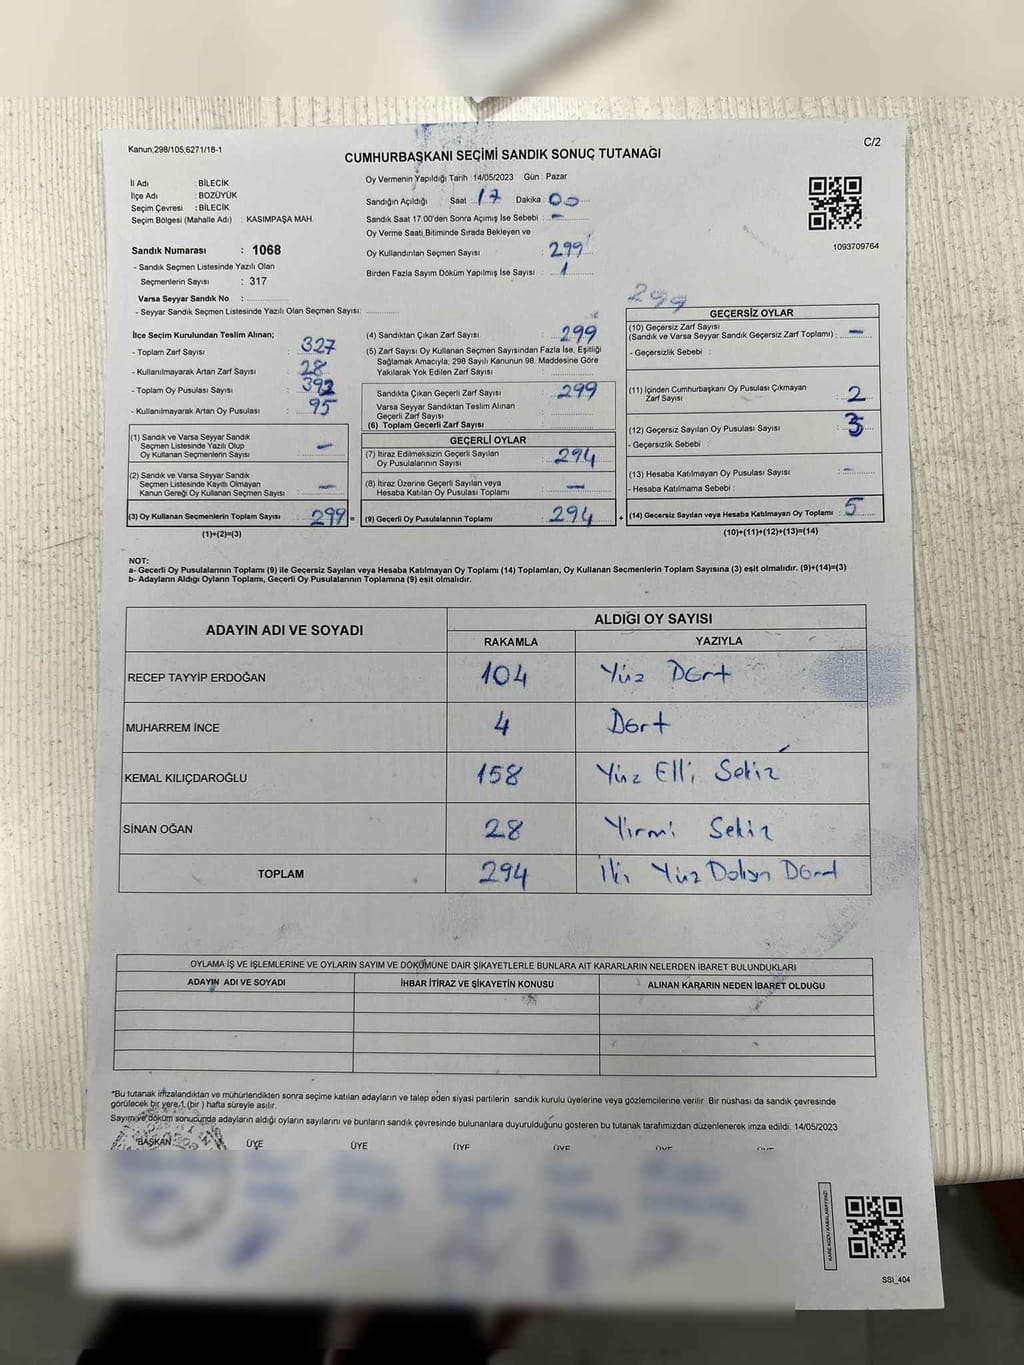 Kanun;298/105;6271/18-1
C/2
CUMHURBAŞKANI SEÇİMİ SANDIK SONUÇ TUTANAĞI
İl Adı : BİLECİK
İlçe Adı : BOZÜYÜK
Seçim Çevresi : BİLECİK
Seçim Bölgesi (Mahalle Adı) : KASIMPAŞA MAH.
Sandık Numarası : 1068
- Sandık Seçmen Listesinde Yazılı Olan
Seçmenlerin Sayısı : 317
Varsa Seyyar Sandık No :
- Seyyar Sandık Seçmen Listesinde Yazılı Olan Seçmen Sayısı:
Oy Vermenin Yapıldığı Tarih :14/05/2023 Gün : Pazar
Sandığın Açıldığı Saat : 17 Dakika : 00
Sandık Saat 17.00'den Sonra Açımış İse Sebebi : -
Oy Verme Saati Bitiminde Sırada Bekleyen ve
Oy Kullandırılan Seçmen Sayısı : 299
Birden Fazla Sayım Döküm Yapılmış İse Sayısı : 1
1093709764
İlçe Seçim Kurulundan Teslim Alınan;
- Toplam Zarf Sayısı : 327
- Kullanılmayarak Artan Zarf Sayısı : 28
- Toplam Oy Pusulası Sayısı : 392
- Kullanılmayarak Artan Oy Pusulası : 95
(1) Sandık ve Varsa Seyyar Sandık
Seçmen Listesinde Yazılı Olup
Oy Kullanan Seçmenlerin Sayısı : -
(2) Sandık ve Varsa Seyyar Sandık
Seçmen Listesinde Kayıtlı Olmayan
Kanun Gereği Oy Kullanan Seçmen Sayısı : -
(3) Oy Kullanan Seçmenlerin Toplam Sayısı : 299 =
(1)+(2)=(3)
(4) Sandıktan Çıkan Zarf Sayısı : 299
(5) Zarf Sayısı Oy Kullanan Seçmen Sayısından Fazla İse, Eşitliği
Sağlamak Amacıyla; 298 Sayılı Kanunun 98. Maddesine Göre
Yakılarak Yok Edilen Zarf Sayısı :
Sandıkta Çıkan Geçerli Zarf Sayısı : 299
Varsa Seyyar Sandıktan Teslim Alınan
Geçerli Zarf Sayısı :
(6) Toplam Geçerli Zarf Sayısı :
GEÇERLİ OYLAR
(7) İtiraz Edilmeksizin Geçerli Sayılan
Oy Pusulalarının Sayısı : 294
(8) İtiraz Üzerine Geçerli Sayılan veya
Hesaba Katılan Oy Pusulası Toplamı : -
(9) Geçerli Oy Pusulalarının Toplamı : 294 +
299
GEÇERSİZ OYLAR
(10) Geçersiz Zarf Sayısı
(Sandık ve Varsa Seyyar Sandık Geçersiz Zarf Toplamı) : -
- Geçersizlik Sebebi :
(11) İçinden Cumhurbaşkanı Oy Pusulası Çıkmayan
Zarf Sayısı : 2
(12) Geçersiz Sayılan Oy Pusulası Sayısı : 3
- Geçersizlik Sebebi :
(13) Hesaba Katılmayan Oy Pusulası Sayısı : -
- Hesaba Katılmama Sebebi :
(14) Geçersiz Sayılan veya Hesaba Katılmayan Oy Toplamı : 5
(10)+(11)+(12)+(13)=(14)
NOT:
a- Geçerli Oy Pusulalarının Toplamı (9) ile Geçersiz Sayılan veya Hesaba Katılmayan Oy Toplamı (14) Toplamları, Oy Kullanan Seçmenlerin Toplam Sayısına (3) eşit olmalıdır. (9)+(14)=(3)
b- Adayların Aldığı Oyların Toplamı, Geçerli Oy Pusulalarının Toplamına (9) eşit olmalıdır.
ADAYIN ADI VE SOYADI
ALDIĞI OY SAYISI
RAKAMLA YAZIYLA
RECEP TAYYİP ERDOĞAN 104 Yüz Dört
MUHARREM İNCE 4 Dört
KEMAL KILIÇDAROĞLU 158 Yüz Elli Sekiz
SİNAN OĞAN 28 Yirmi Sekiz
TOPLAM 294 İki Yüz Doksan Dört
OYLAMA İŞ VE İŞLEMLERİNE VE OYLARIN SAYIM VE DÖKÜMÜNE DAİR ŞİKAYETLERLE BUNLARA AİT KARARLARIN NELERDEN İBARET BULUNDUKLARI
ADAYIN ADI VE SOYADI İHBAR İTİRAZ VE ŞİKAYETİN KONUSU ALINAN KARARIN NEDEN İBARET OLDUĞU
*Bu tutanak imzalandıktan ve mühürlendikten sonra seçime katılan adayların ve talep eden siyasi partilerin sandık kurulu üyelerine veya gözlemcilerine verilir. Bir nüshası da sandık çevresinde
görülecek bir yere,1 (bir ) hafta süreyle asılır.
Sayım ve döküm sonucunda adayların aldığı oyların sayılarını ve bunların sandık çevresinde bulunanlara duyurulduğunu gösteren bu tutanak tarafımızdan düzenlenerek imza edildi. 14/05/2023
BAŞKAN ÜYE ÜYE ÜYE ÜYE ÜYE ÜYE
SSİ_404